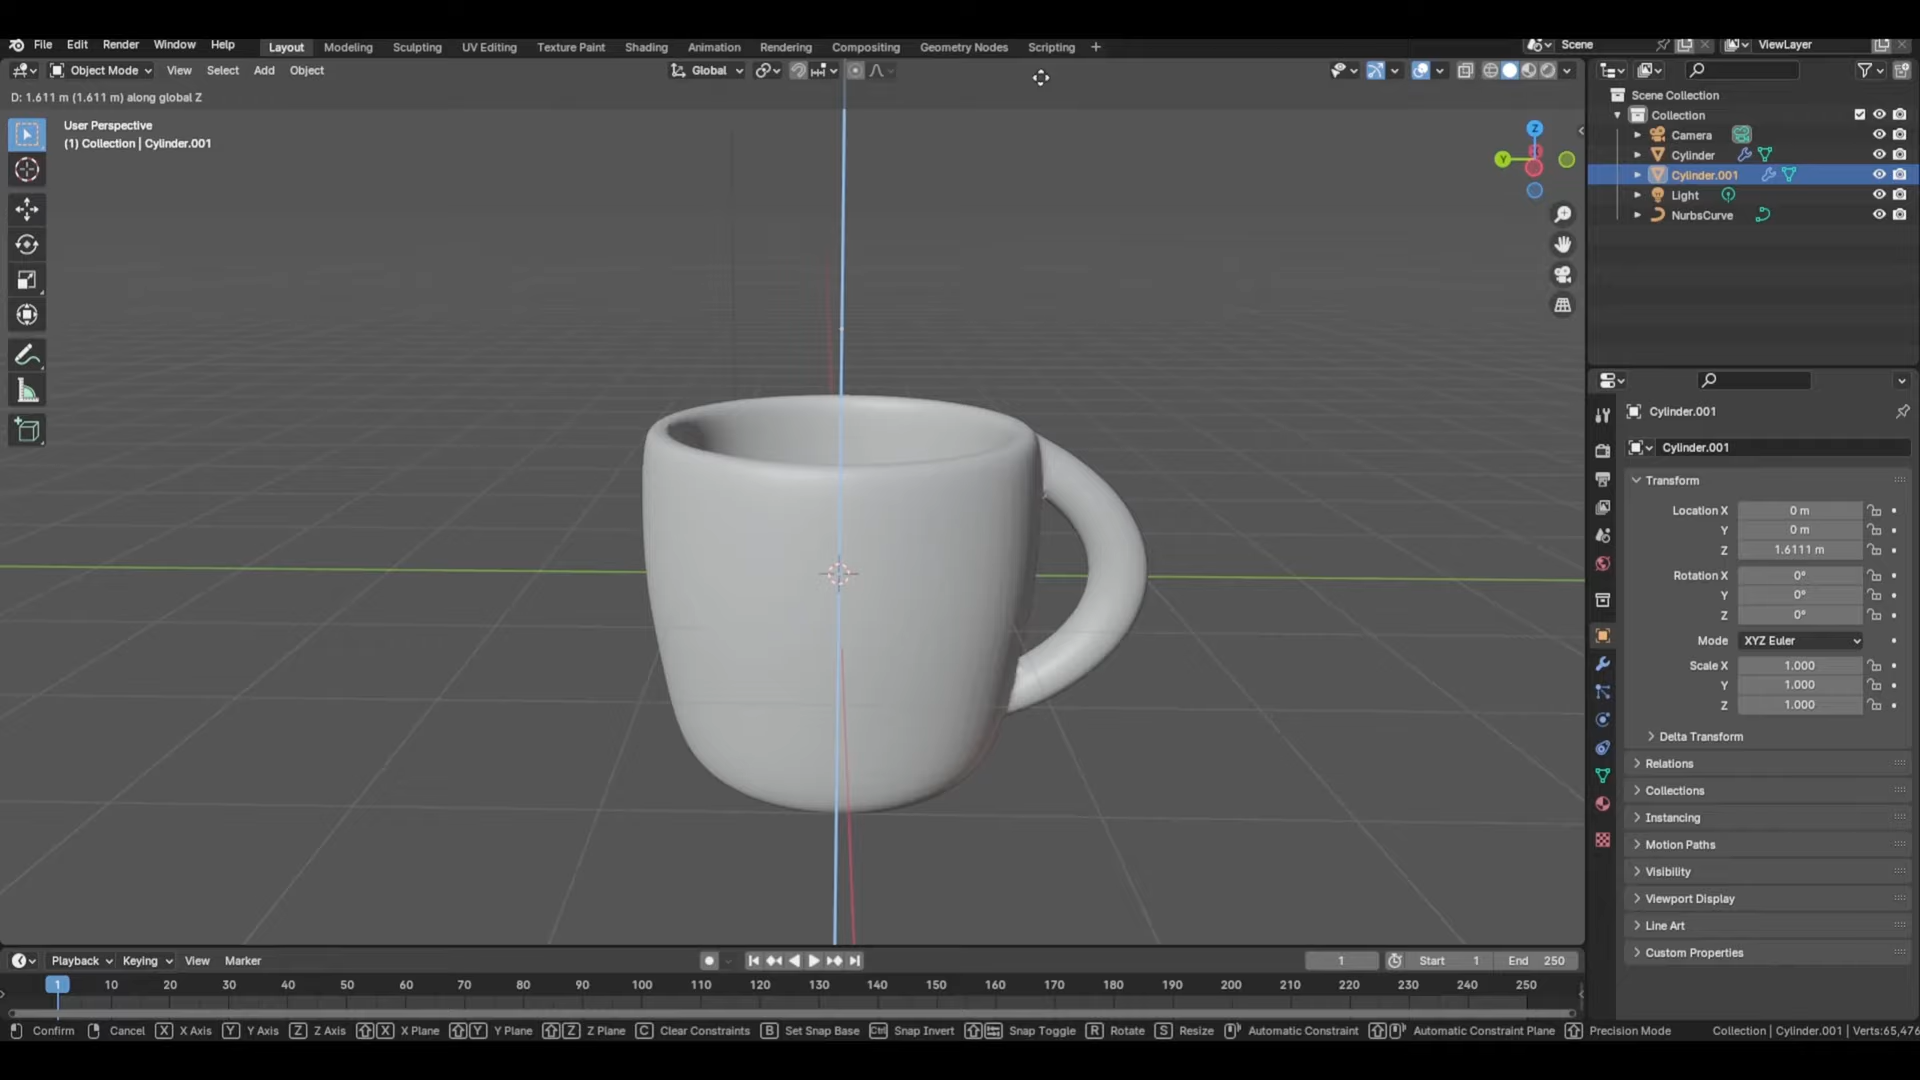 File Edit Render Window Help Layout Modeling Sculpting UV Editing Texture Paint Shading Animation Rendering Compositing Geometry Nodes Scripting + Scene ViewLayer
Object Mode View Select Add Object Global
D: 1.611 m (1.611 m) along global Z
User Perspective
(1) Collection | Cylinder.001
Z
Y
Scene Collection
Collection
Camera
Cylinder
Cylinder.001
Light
NurbsCurve
Cylinder.001
Cylinder.001
Transform
Location X 0 m
Y 0 m
Z 1.6111 m
Rotation X 0°
Y 0°
Z 0°
Mode XYZ Euler
Scale X 1.000
Y 1.000
Z 1.000
Delta Transform
Relations
Collections
Instancing
Motion Paths
Visibility
Viewport Display
Line Art
Custom Properties
Playback Keying View Marker 1 Start 1 End 250
1 10 20 30 40 50 60 70 80 90 100 110 120 130 140 150 160 170 180 190 200 210 220 230 240 250
Confirm Cancel X X Axis Y Y Axis Z Z Axis X X Plane Y Y Plane Z Z Plane C Clear Constraints B Set Snap Base Ctrl Snap Invert Snap Toggle R Rotate S Resize Automatic Constraint Automatic Constraint Plane Precision Mode Collection | Cylinder.001 | Verts:65,476